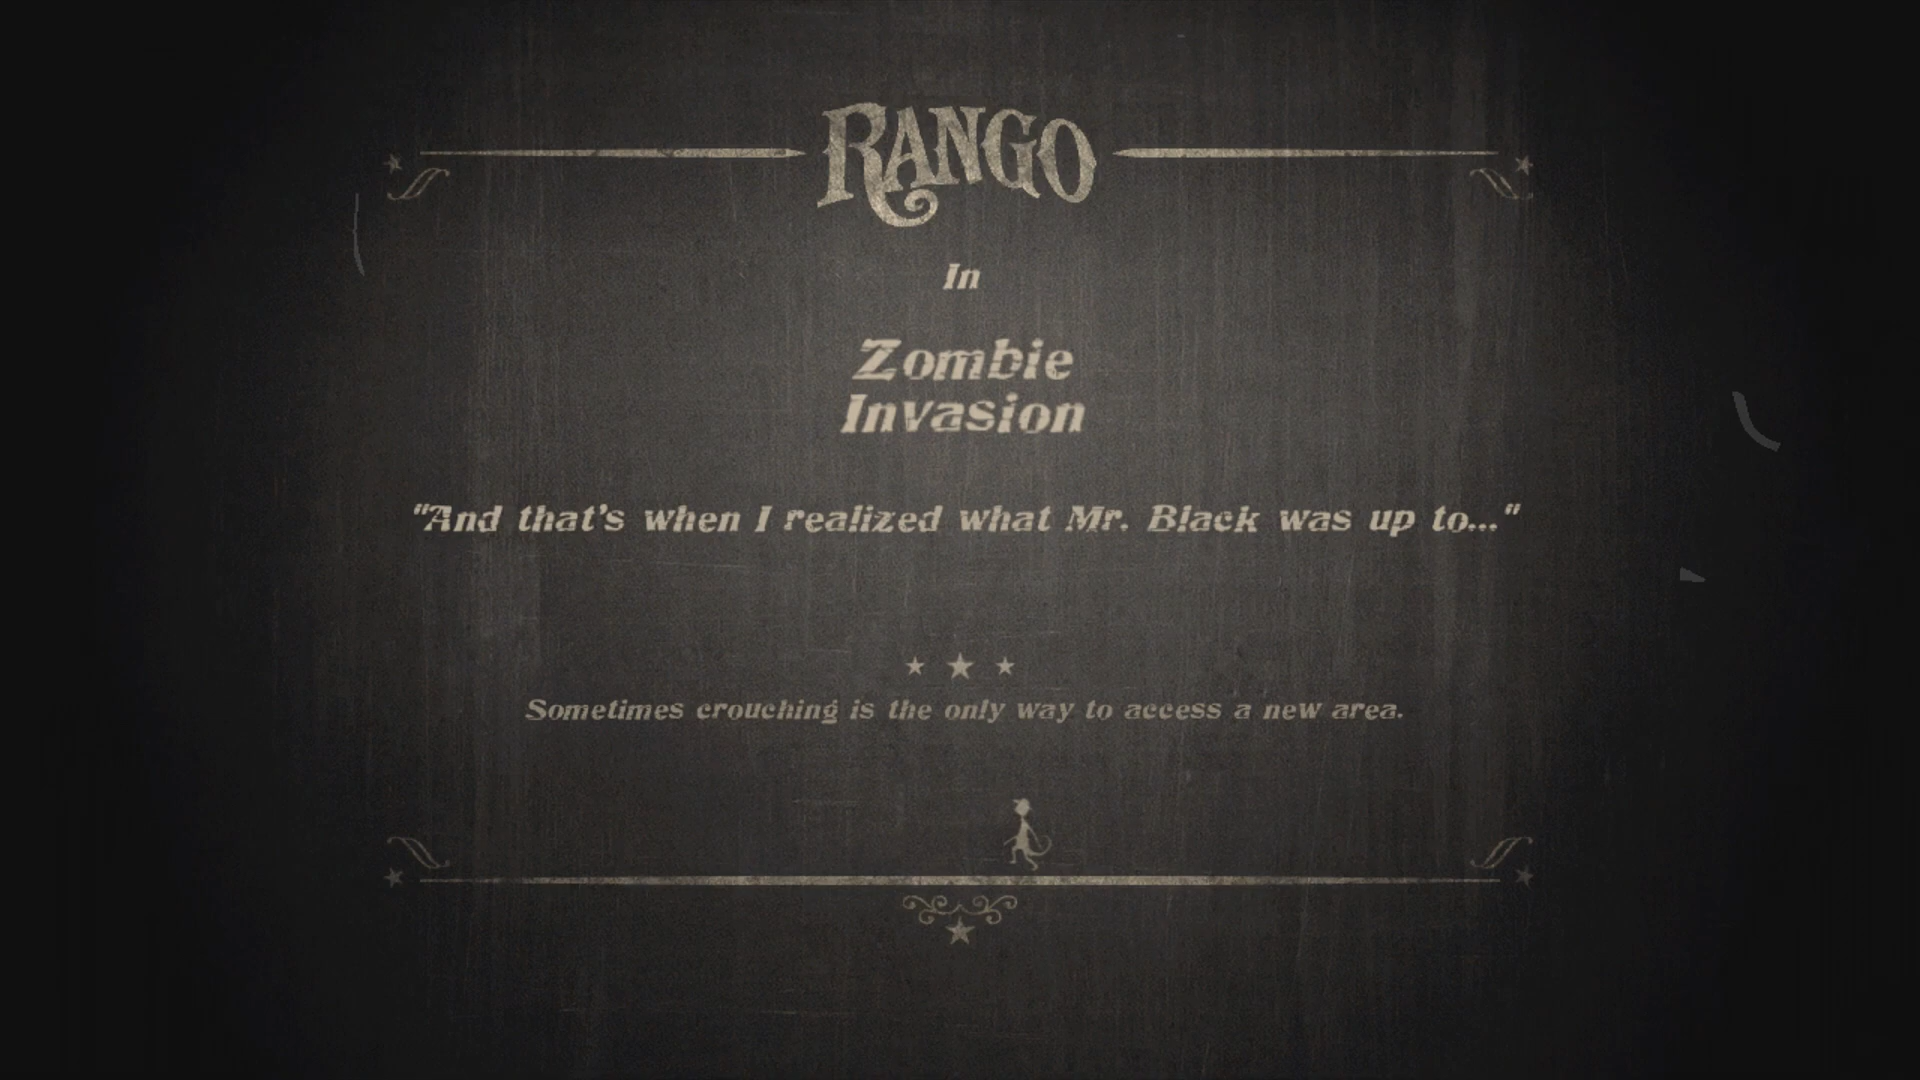 RANGO
In
Zombie
Invasion
"And that's when I realized what Mr. Black was up to..."
Sometimes crouching is the only way to access a new area.